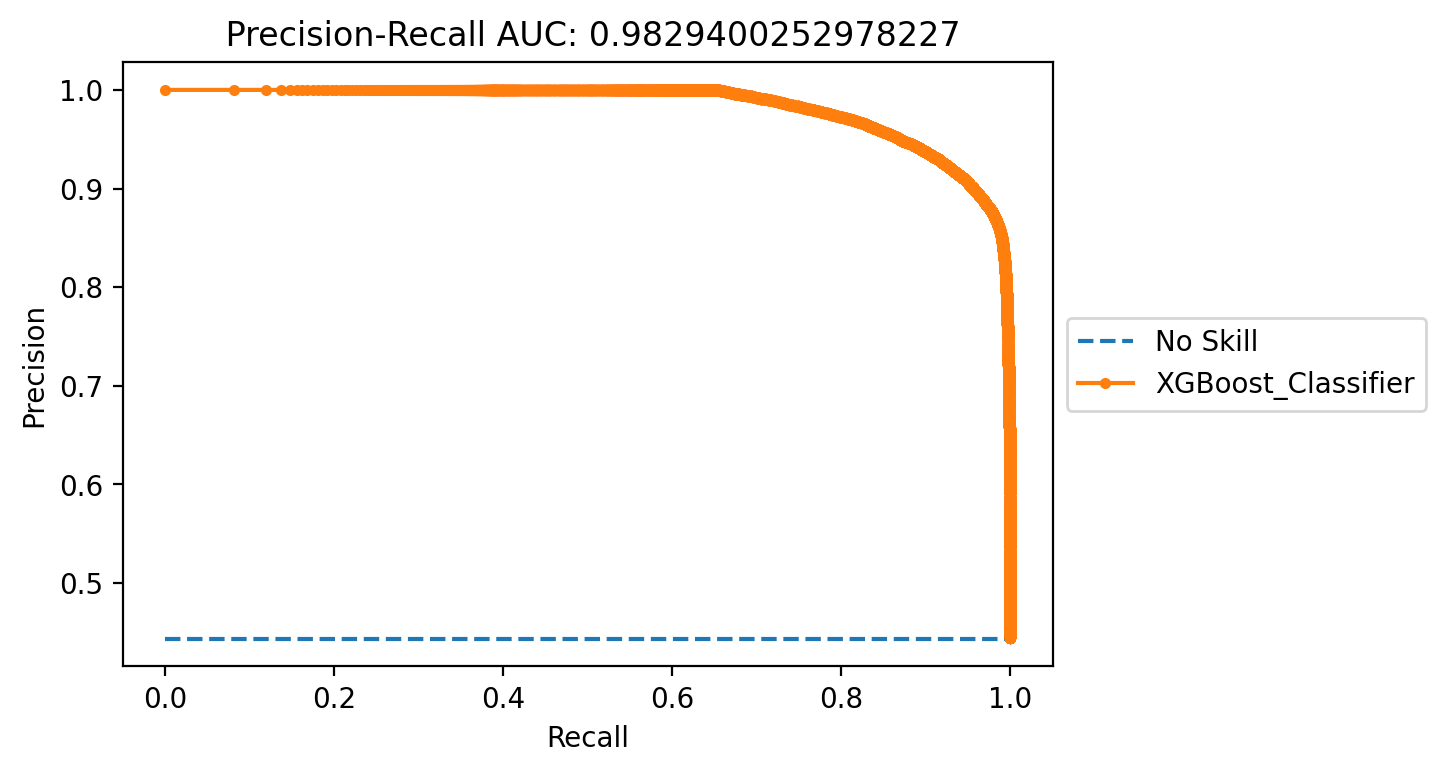 Precision-Recall AUC: 0.9829400252978227
1.0
0.9
0.8
0.7
0.6
0.5
Precision
0.0 0.2 0.4 0.6 0.8 1.0
Recall
No Skill
XGBoost_Classifier